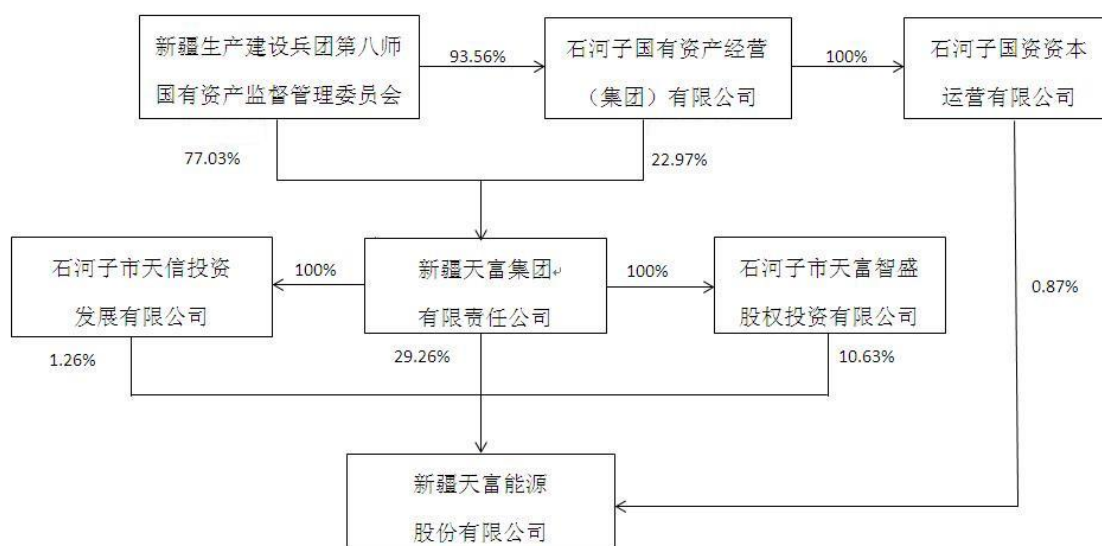 新疆生产建设兵团第八师
国有资产监督管理委员会
93.56%
石河子国有资产经营
（集团）有限公司
100%
石河子国资资本
运营有限公司
77.03%
22.97%
石河子市天信投资
发展有限公司
100%
新疆天富集团
有限责任公司
100%
石河子市天富智盛
股权投资有限公司
0.87%
1.26%
29.26%
10.63%
新疆天富能源
股份有限公司